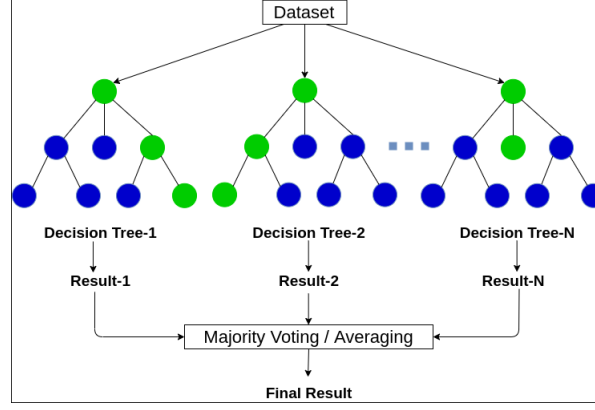 Dataset
Decision Tree-1
Decision Tree-2
Decision Tree-N
Result-1
Result-2
Result-N
Majority Voting / Averaging
Final Result